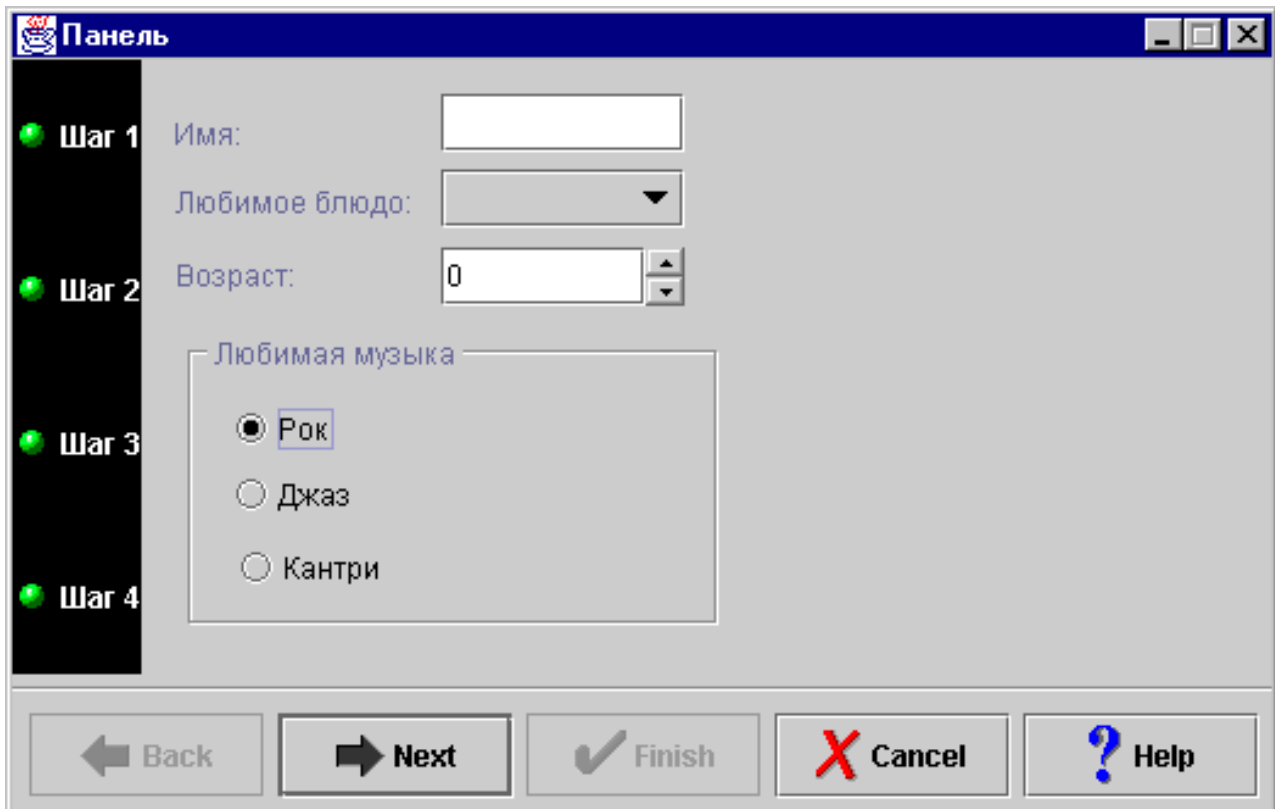 Панель
Шаг 1
Шаг 2
Шаг 3
Шаг 4
Имя:
Любимое блюдо:
Возраст:
0
Любимая музыка
Рок
Джаз
Кантри
Back
Next
Finish
Cancel
Help